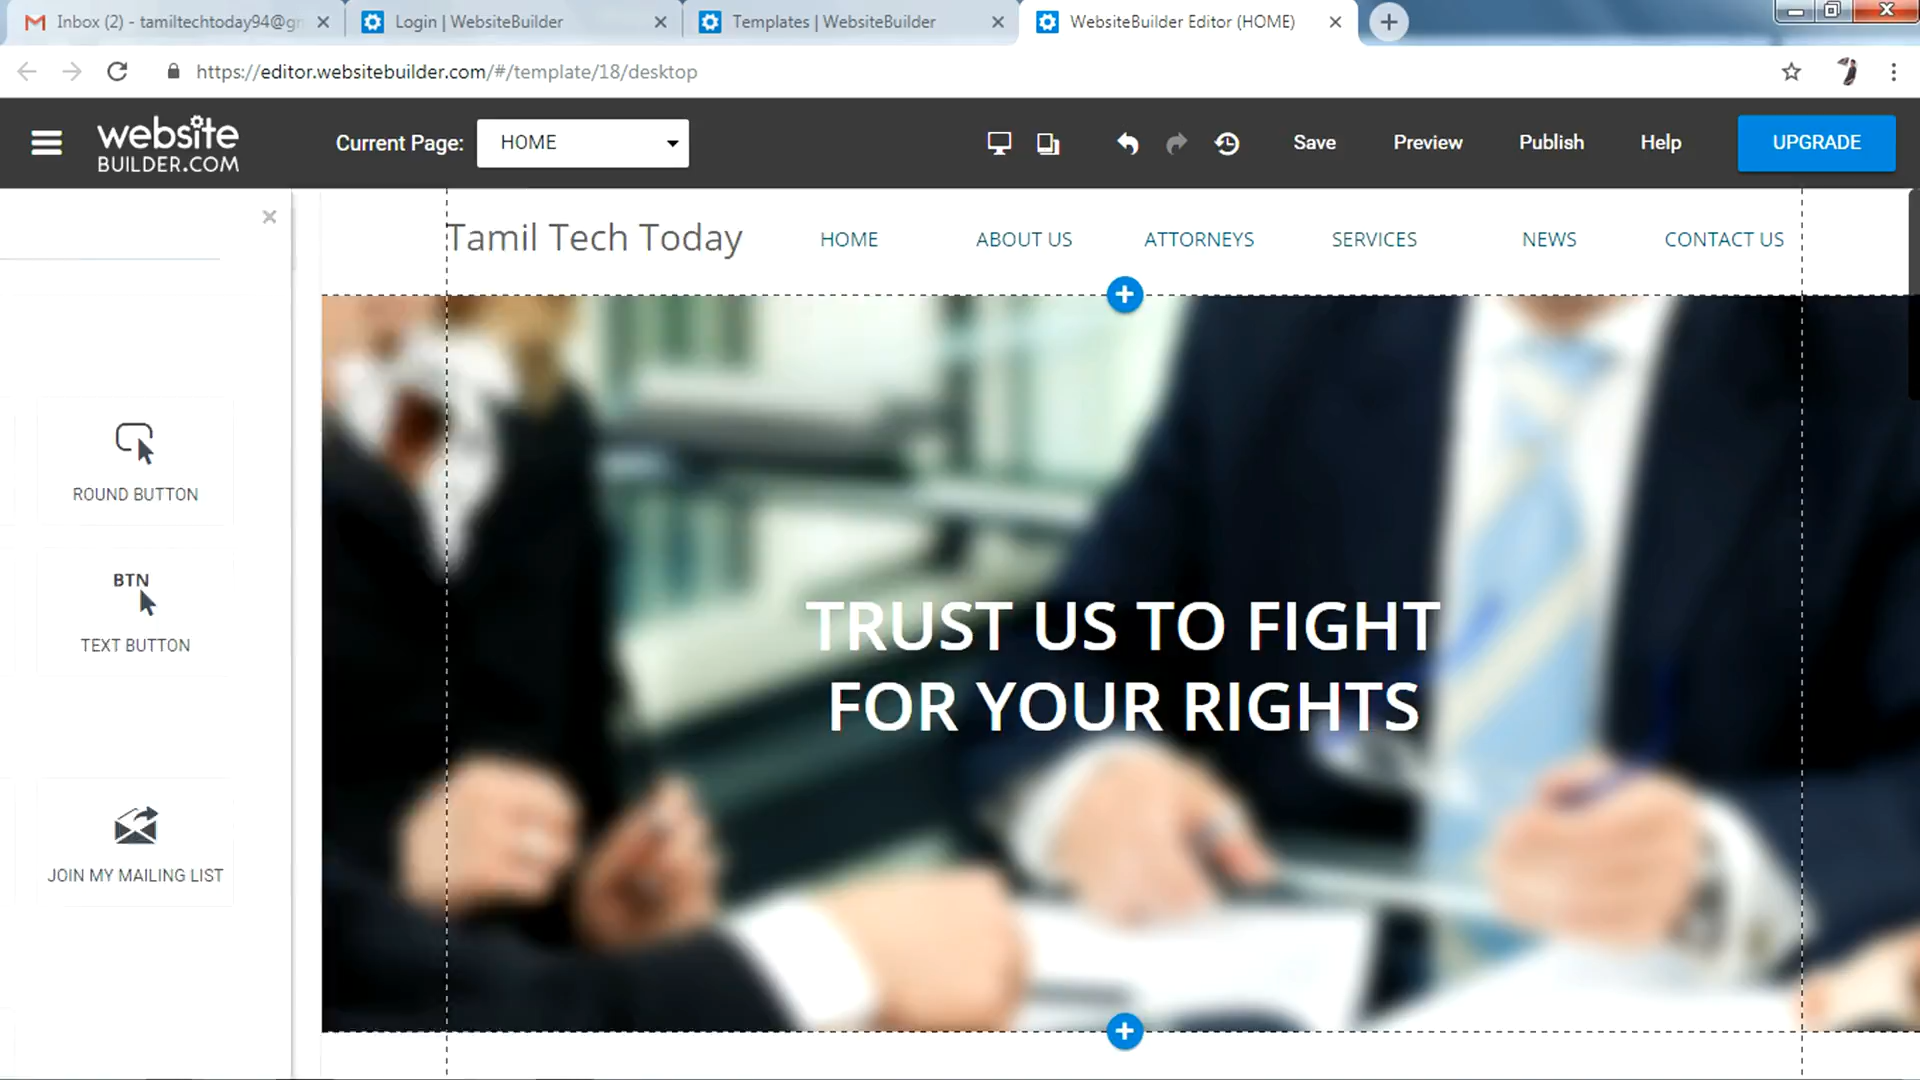 Inbox (2) - tamiltechtoday94@gm
Login | WebsiteBuilder
Templates | WebsiteBuilder
WebsiteBuilder Editor (HOME)
https://editor.websitebuilder.com/#/template/18/desktop
website
BUILDER.COM
Current Page:
HOME
Save
Preview
Publish
Help
UPGRADE
Tamil Tech Today
HOME
ABOUT US
ATTORNEYS
SERVICES
NEWS
CONTACT US
ROUND BUTTON
BTN
TEXT BUTTON
JOIN MY MAILING LIST
TRUST US TO FIGHT
FOR YOUR RIGHTS